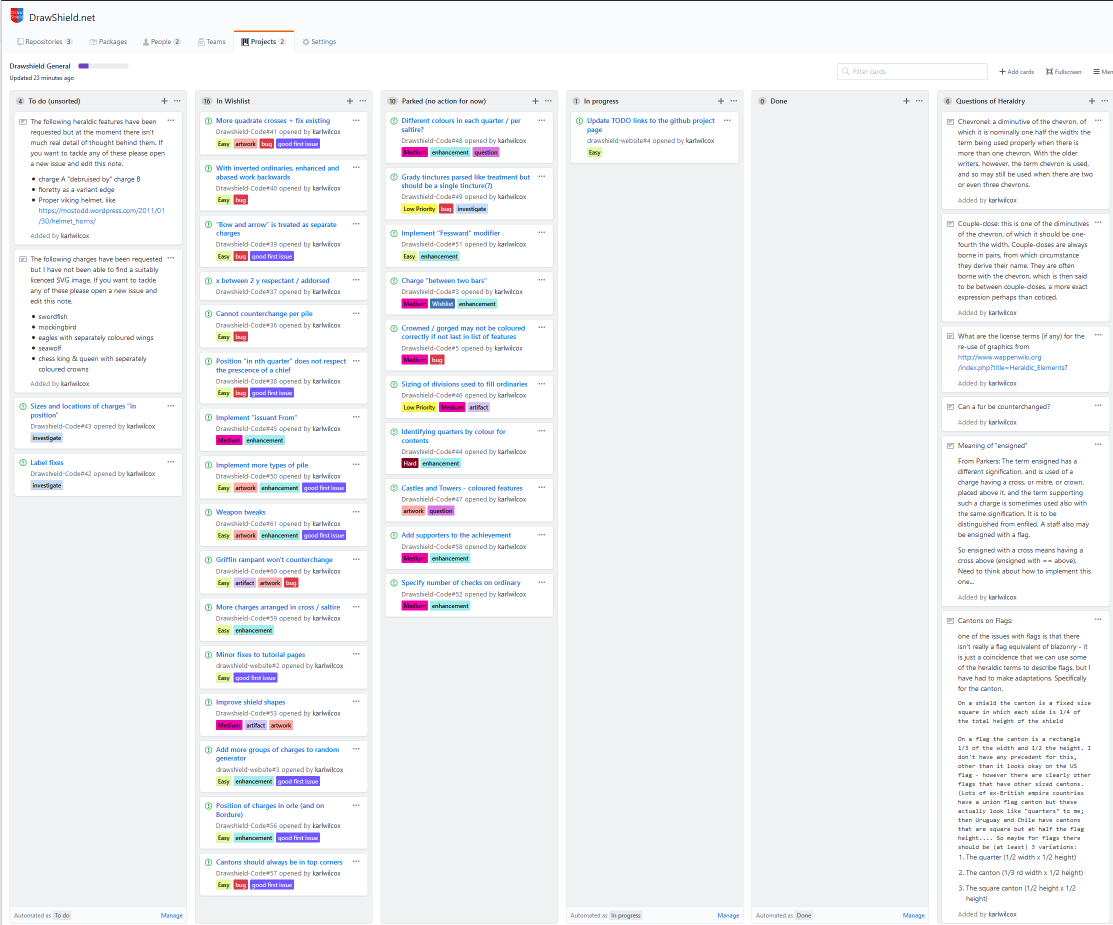 DrawShield.net
Repositories 3
Packages
People 2
Teams
Projects 2
Settings
Drawshield General
Updated 23 minutes ago
Filter cards
Add cards
Fullscreen
Men
4 To do (unsorted)
The following heraldic features have been
requested but at the moment there isn't
much real detail of thought behind them. If
you want to tackle any of these please open
a new issue and edit this note.
charge A "debruised by" charge B
floretty as a variant edge
Proper viking helmet, like
https://mostodd.wordpress.com/2011/01
/30/helmet_horns/
Added by karlwilcox
The following charges have been requested
but I have not been able to find a suitably
licenced SVG image. If you want to tackle
any of these please open a new issue and
edit this note.
swordfish
mockingbird
eagles with separately coloured wings
seawolf
chess king & queen with seperately
coloured crowns
Added by karlwilcox
Sizes and locations of charges "in
position"
Drawshield-Code#43 opened by karlwilcox
investigate
Label fixes
Drawshield-Code#42 opened by karlwilcox
investigate
Automated as To do
Manage
16 In Wishlist
More quadrate crosses + fix existing
Drawshield-Code#41 opened by karlwilcox
Easy artwork bug good first issue
With inverted ordinaries, enhanced and
abased work backwards
Drawshield-Code#40 opened by karlwilcox
Easy bug
"Bow and arrow" is treated as separate
charges
Drawshield-Code#39 opened by karlwilcox
Easy bug good first issue
x between 2 y respectant / addorsed
Drawshield-Code#37 opened by karlwilcox
Cannot counterchange per pile
Drawshield-Code#36 opened by karlwilcox
Easy bug
Position "in nth quarter" does not respect
the prescence of a chief
Drawshield-Code#38 opened by karlwilcox
Easy bug good first issue
Implement "issuant From"
Drawshield-Code#45 opened by karlwilcox
Medium enhancement
Implement more types of pile
Drawshield-Code#50 opened by karlwilcox
Easy artwork enhancement good first issue
Weapon tweaks
Drawshield-Code#61 opened by karlwilcox
Easy artwork enhancement good first issue
Griffin rampant won't counterchange
Drawshield-Code#60 opened by karlwilcox
Easy artifact artwork bug
More charges arranged in cross / saltire
Drawshield-Code#59 opened by karlwilcox
Easy enhancement
Minor fixes to tutorial pages
drawshield-website#2 opened by karlwilcox
Easy good first issue
Improve shield shapes
Drawshield-Code#53 opened by karlwilcox
Medium artifact artwork
Add more groups of charges to random
generator
drawshield-website#3 opened by karlwilcox
Easy enhancement good first issue
Position of charges in orle (and on
Bordure)
Drawshield-Code#56 opened by karlwilcox
Easy enhancement good first issue
Cantons should always be in top corners
Drawshield-Code#57 opened by karlwilcox
Easy bug good first issue
10 Parked (no action for now)
Different colours in each quarter / per
saltire?
Drawshield-Code#48 opened by karlwilcox
Medium enhancement question
Grady tinctures parsed like treatment but
should be a single tincture(?)
Drawshield-Code#49 opened by karlwilcox
Low Priority bug investigate
Implement "Fessward" modifier
Drawshield-Code#51 opened by karlwilcox
Easy enhancement
Charge "between two bars"
Drawshield-Code#3 opened by karlwilcox
Medium Wishlist enhancement
Crowned / gorged may not be coloured
correctly if not last in list of features
Drawshield-Code#5 opened by karlwilcox
Medium bug
Sizing of divisions used to fill ordinaries
Drawshield-Code#46 opened by karlwilcox
Low Priority Medium artifact
Identifying quarters by colour for
contents
Drawshield-Code#44 opened by karlwilcox
Hard enhancement
Castles and Towers - coloured features
Drawshield-Code#47 opened by karlwilcox
artwork question
Add supporters to the achievement
Drawshield-Code#58 opened by karlwilcox
Medium enhancement
Specify number of checks on ordinary
Drawshield-Code#52 opened by karlwilcox
Medium enhancement
1 In progress
Update TODO links to the github project
page
drawshield-website#4 opened by karlwilcox
Easy
Automated as In progress
Manage
0 Done
Automated as Done
Manage
6 Questions of Heraldry
Chevronel: a diminutive of the chevron, of
which it is nominally one half the width: the
term being used properly when there is
more than one chevron. With the older
writers, however, the term chevron is used,
and so may still be used when there are two
or even three chevrons.
Added by karlwilcox
Couple-close: this is one of the diminutives
of the chevron, of which it should be one-
fourth the width. Couple-closes are always
borne in pairs, from which circumstance
they derive their name. They are often
borne with the chevron, which is then said
to be between couple-closes, a more exact
expression perhaps than coticed.
Added by karlwilcox
What are the license terms (if any) for the
re-use of graphics from
http://www.wappenwiki.org
/index.php?title=Heraldic_Elements?
Added by karlwilcox
Can a fur be counterchanged?
Added by karlwilcox
Meaning of "ensigned"
From Parkers: The term ensigned has a
different signification, and is used of a
charge having a cross, or mitre, or crown,
placed above it, and the term supporting
such a charge is sometimes used also with
the same signification. It is to be
distinguished from enfiled. A staff also may
be ensigned with a flag.
So ensigned with a cross means having a
cross above (ensigned with == above).
Need to think about how to implement this
one...
Added by karlwilcox
Cantons on Flags:
one of the issues with flags is that there
isn't really a flag equivalent of blazonry - it
is just a coincidence that we can use some
of the heraldic terms to describe flags, but I
have had to make adaptations. Specifically
for the canton.
On a shield the canton is a fixed size
square in which each side is 1/4 of
the total height of the shield
On a flag the canton is a rectangle
1/3 of the width and 1/2 the height. I
don't have any precedent for this,
other than it looks okay on the US
flag - however there are clearly other
flags that have other sized cantons.
(Lots of ex-British empire countries
have a union flag canton but these
actually look like "quarters" to me;
then Uruguay and Chile have cantons
that are square but at half the flag
height.... So maybe for flags there
should be (at least) 3 variations:
1. The quarter (1/2 width x 1/2 height)
2. The canton (1/3 rd width x 1/2 height)
3. The square canton (1/2 height x 1/2
height)
Added by karlwilcox